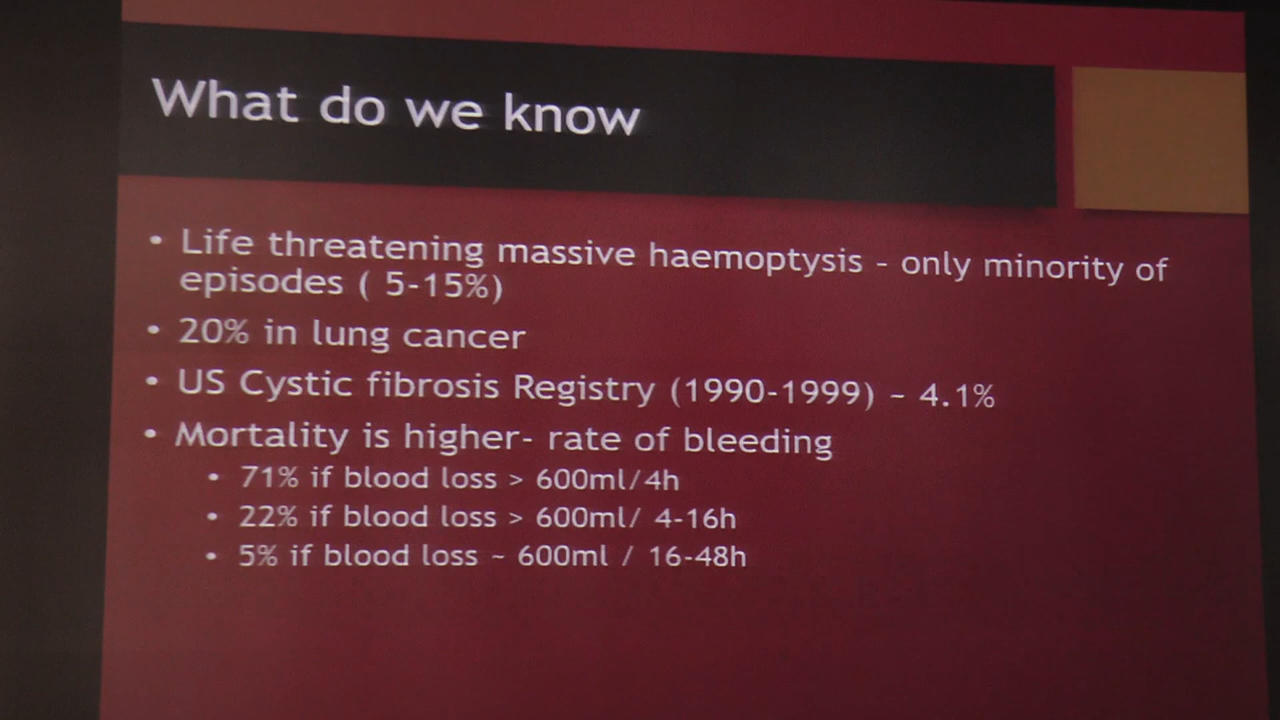 What do we know
• Life threatening massive haemoptysis - only minority of
episodes ( 5-15%)
• 20% in lung cancer
• US Cystic fibrosis Registry (1990-1999) – 4.1%
• Mortality is higher- rate of bleeding
• 71% if blood loss > 600ml/4h
• 22% if blood loss > 600ml/ 4-16h
• 5% if blood loss ~ 600ml / 16-48h